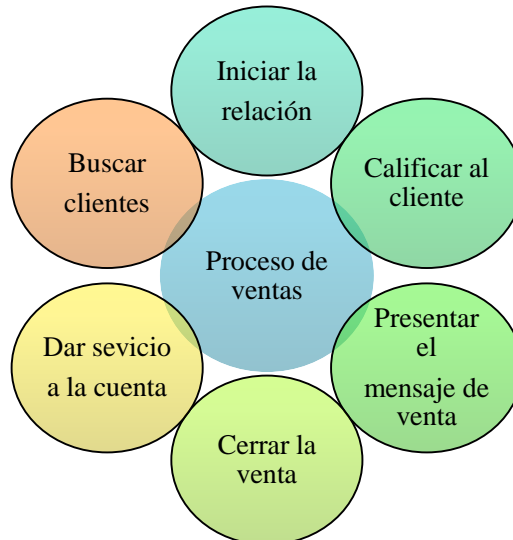 Iniciar la
relación
Calificar al
cliente
Presentar
el
mensaje de
venta
Cerrar la
venta
Dar sevicio
a la cuenta
Buscar
clientes
Proceso de
ventas